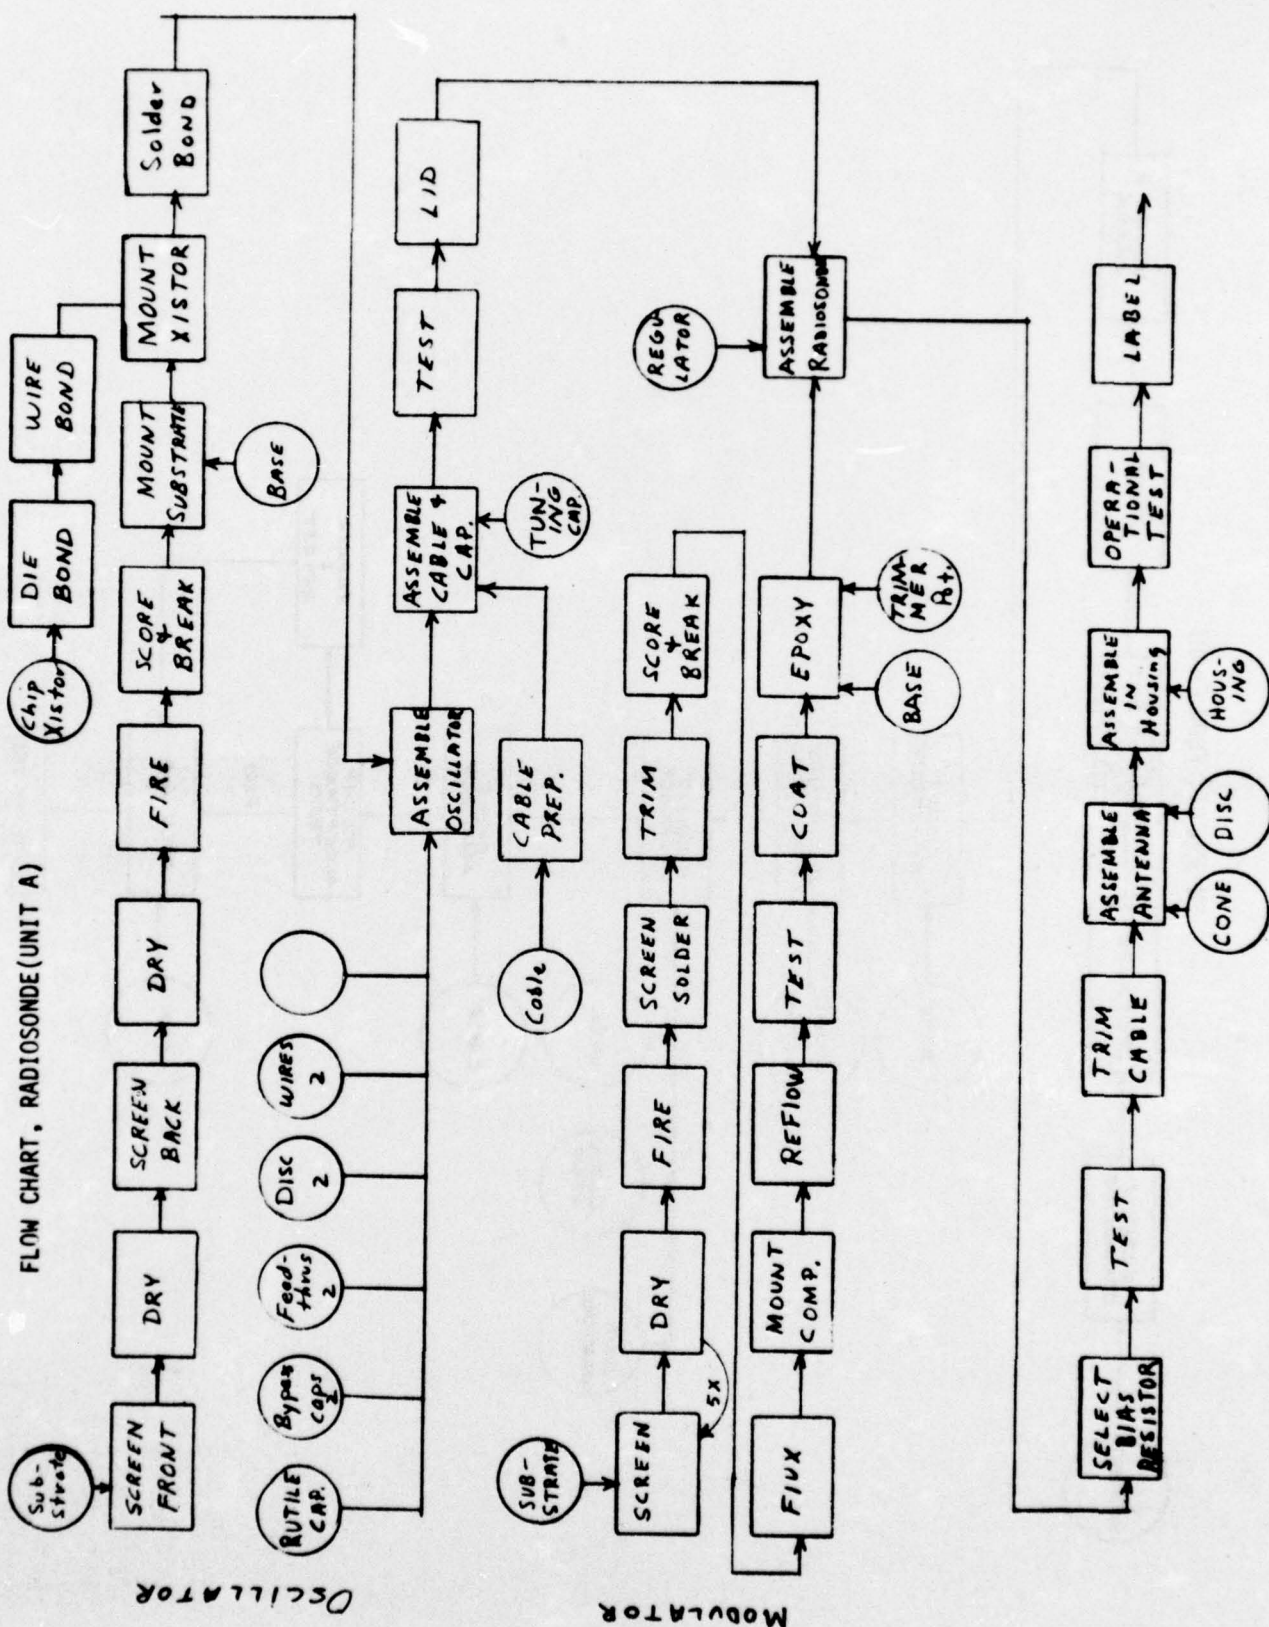 FLOW CHART, RADIOSONDE(UNIT A)
OSCILLATOR
Sub-
strate
SCREEN
FRONT
DRY
SCREEN
BACK
DRY
FIRE
SCORE
+
BREAK
MOUNT
SUBSTRATE
BASE
Chip
Xistor
DIE
BOND
WIRE
BOND
MOUNT
XISTOR
Solder
BOND
RUTILE
CAP.
Bypass
caps
2
Feed-
thrus
2
DISC
2
WIRES
2
ASSEMBLE
OSCILLATOR
Cable
CABLE
PREP.
ASSEMBLE
CABLE +
CAP.
TUN-
ING
CAP.
TEST
LID
MODULATOR
SUB-
STRATE
SCREEN
5X
DRY
FIRE
SCREEN
SOLDER
TRIM
SCORE
+
BREAK
FlUX
MOUNT
COMP.
REFLOW
TEST
COAT
EPOXY
BASE
TRIM-
MER
Pot.
REGU-
LATOR
ASSEMBLE
RADIOSONDE
SELECT
BIAS
RESISTOR
TEST
TRIM
CABLE
ASSEMBLE
ANTENNA
CONE
DISC
ASSEMBLE
IN
Housing
HOUS-
ING
OPERA-
TIONAL
TEST
LABEL